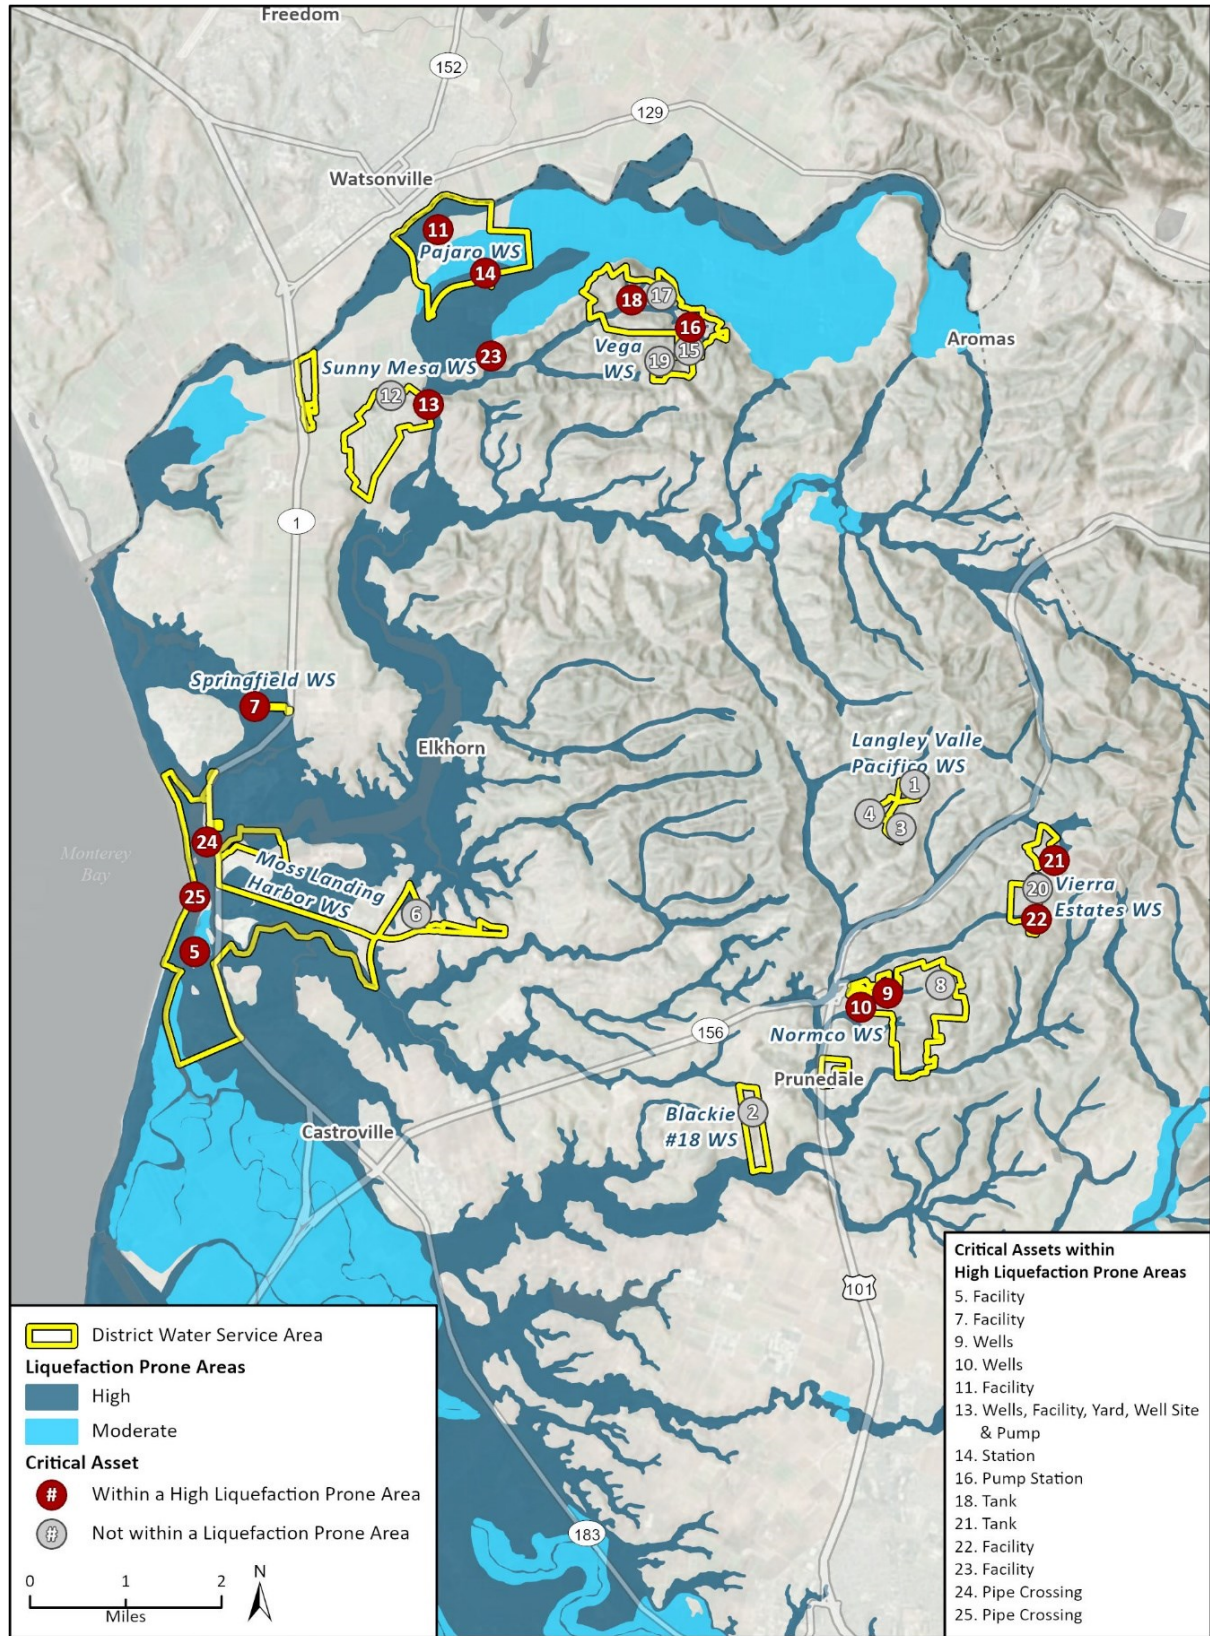 Freedom
152
129
Watsonville
11
Pajaro WS
14
18
17
16
15
19
Vega
WS
Aromas
23
Sunny Mesa WS
12
13
1
Springfield WS
7
Elkhorn
Langley Valle
Pacifico WS
1
4
3
24
Monterey
Bay
Moss Landing
Harbor WS
25
6
5
21
20
Vierra
Estates WS
22
8
9
10
Normco WS
156
Prunedale
2
Blackie
#18 WS
Castroville
101
183
District Water Service Area
Liquefaction Prone Areas
High
Moderate
Critical Asset
# Within a High Liquefaction Prone Area
# Not within a Liquefaction Prone Area
0 1 2
Miles
N
Critical Assets within
High Liquefaction Prone Areas
5. Facility
7. Facility
9. Wells
10. Wells
11. Facility
13. Wells, Facility, Yard, Well Site
& Pump
14. Station
16. Pump Station
18. Tank
21. Tank
22. Facility
23. Facility
24. Pipe Crossing
25. Pipe Crossing